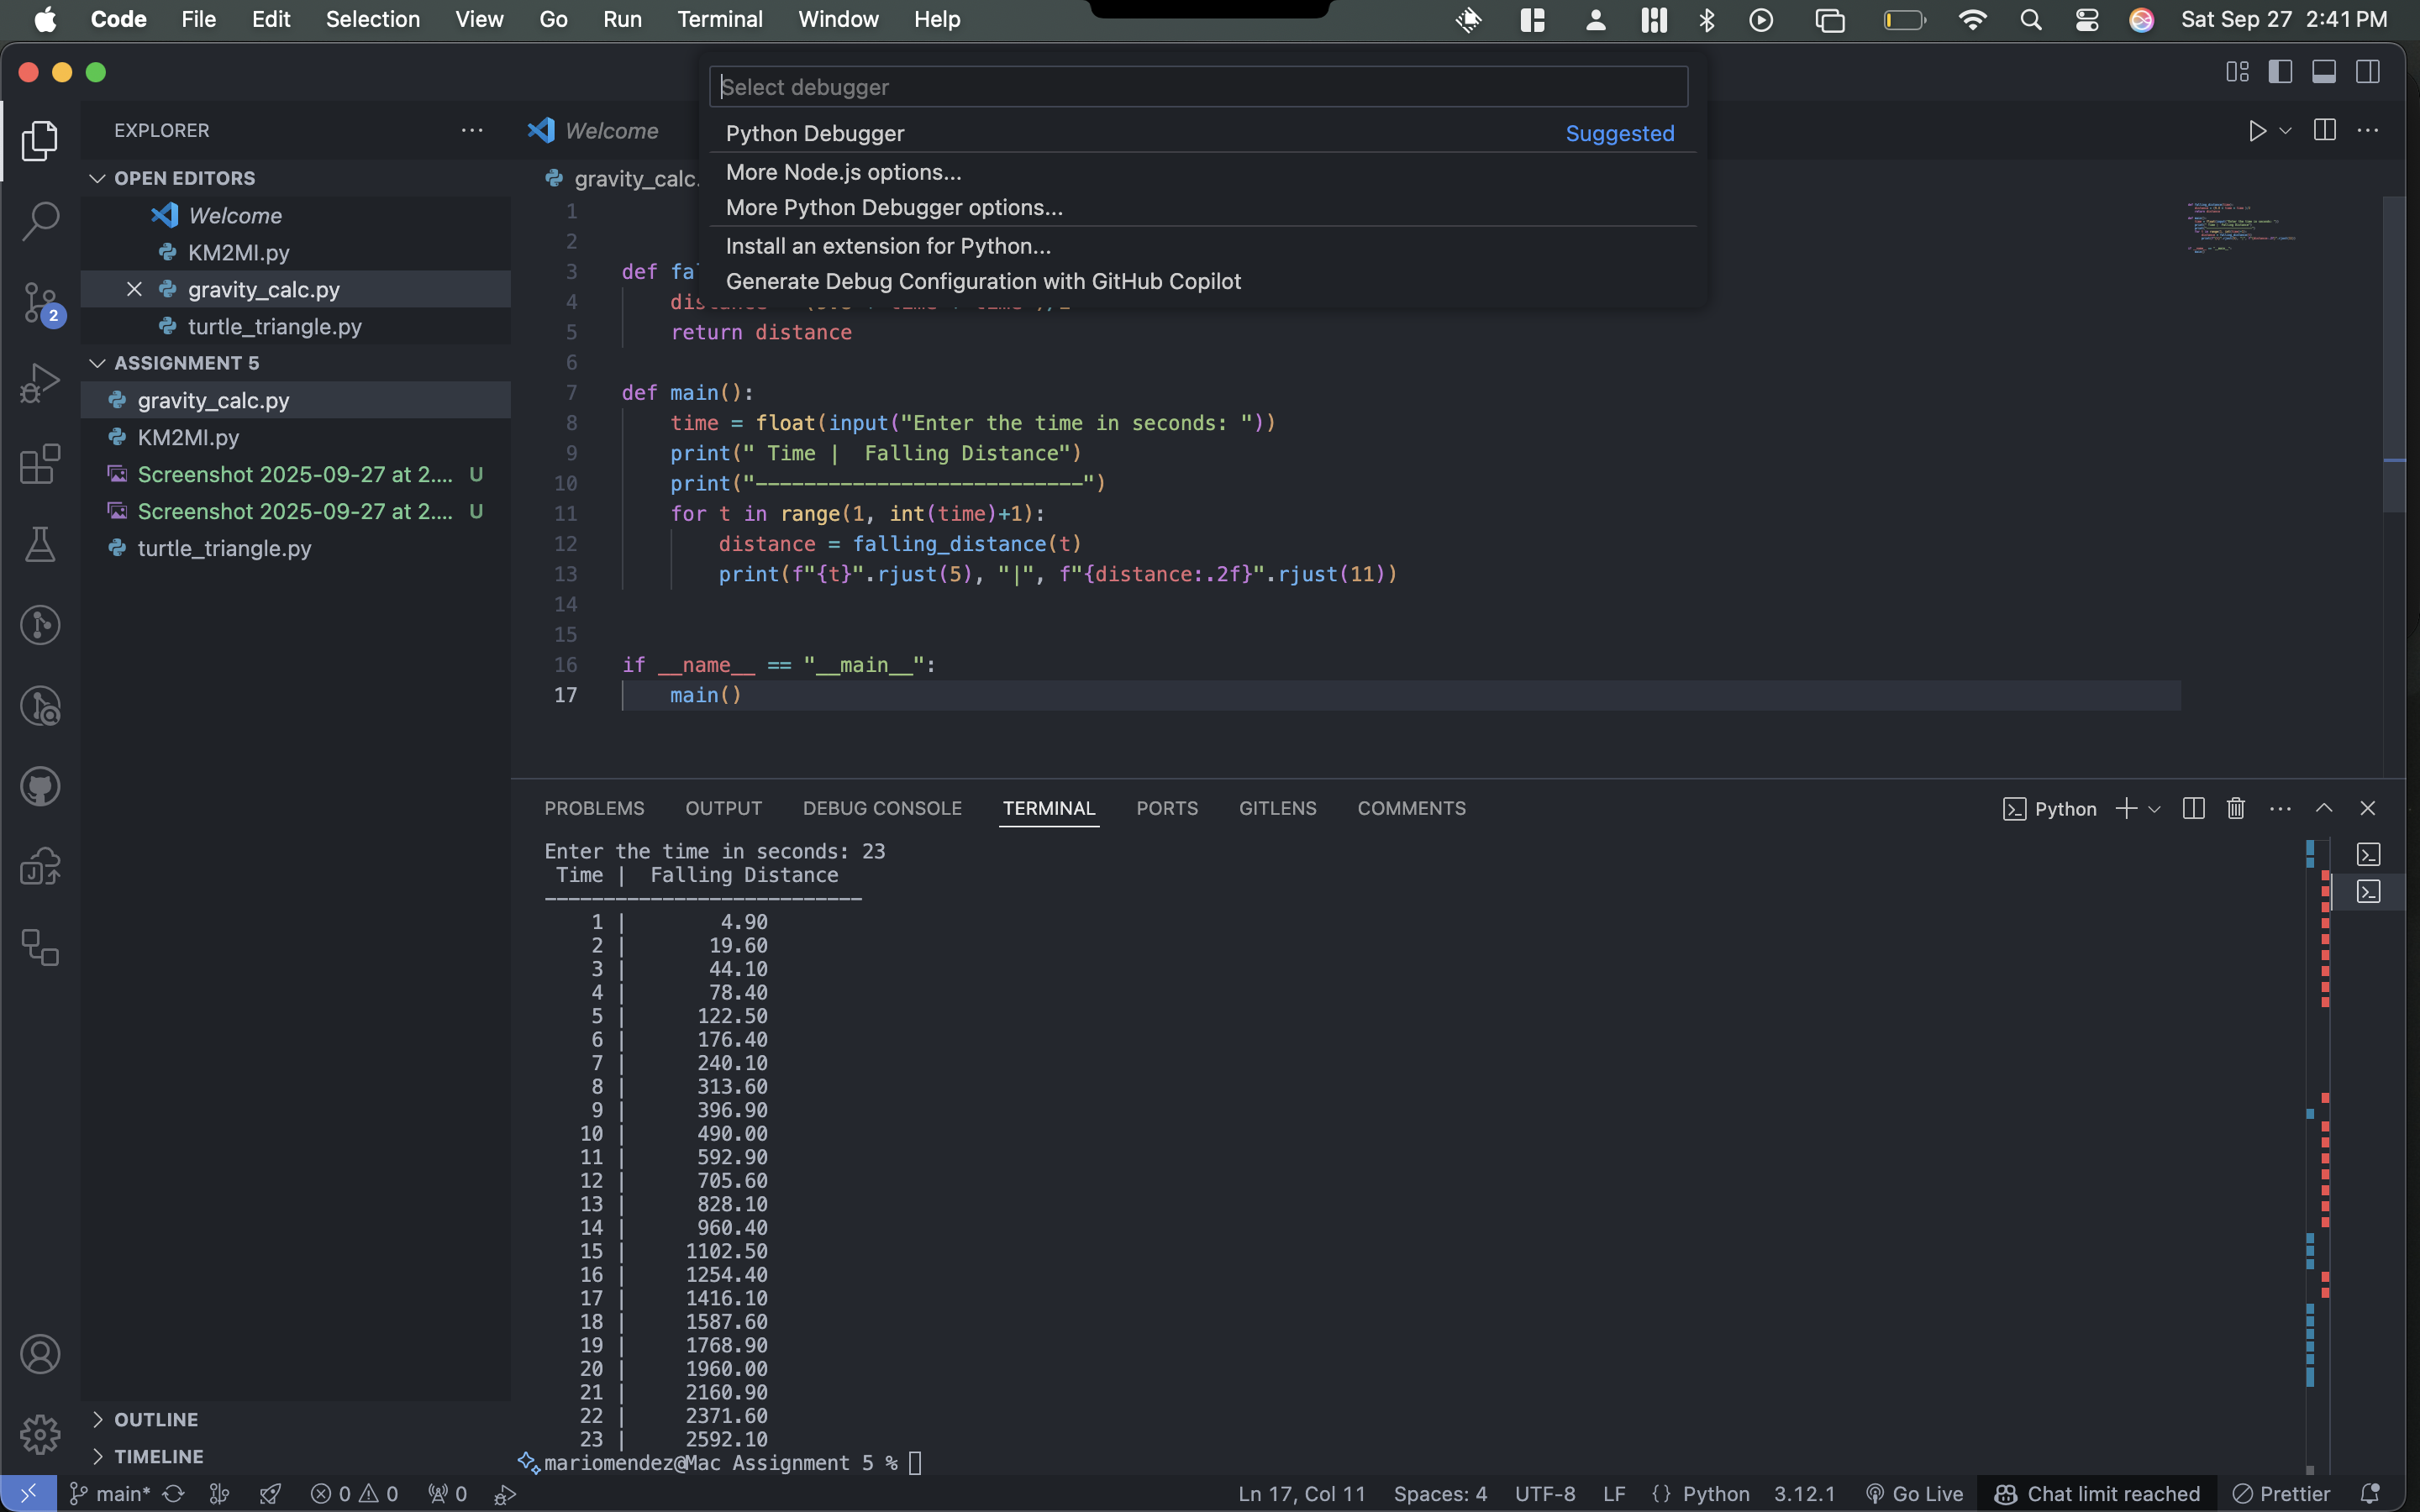 Code File Edit Selection View Go Run Terminal Window Help Sat Sep 27 2:41 PM
Select debugger
Python Debugger Suggested
More Node.js options...
More Python Debugger options...
Install an extension for Python...
Generate Debug Configuration with GitHub Copilot
EXPLORER
OPEN EDITORS
Welcome
KM2MI.py
gravity_calc.py
turtle_triangle.py
ASSIGNMENT 5
gravity_calc.py
KM2MI.py
Screenshot 2025-09-27 at 2.... U
Screenshot 2025-09-27 at 2.... U
turtle_triangle.py
OUTLINE
TIMELINE
2
Welcome
gravity_calc.
1
2
3 def fa
4
5 return distance
6
7 def main():
8 time = float(input("Enter the time in seconds: "))
9 print(" Time |  Falling Distance")
10 print("---------------------------")
11 for t in range(1, int(time)+1):
12 distance = falling_distance(t)
13 print(f"{t}".rjust(5), "|", f"{distance:.2f}".rjust(11))
14
15
16 if __name__ == "__main__":
17 main()
PROBLEMS OUTPUT DEBUG CONSOLE TERMINAL PORTS GITLENS COMMENTS Python
Enter the time in seconds: 23
 Time |  Falling Distance
---------------------------
1 | 4.90
2 | 19.60
3 | 44.10
4 | 78.40
5 | 122.50
6 | 176.40
7 | 240.10
8 | 313.60
9 | 396.90
10 | 490.00
11 | 592.90
12 | 705.60
13 | 828.10
14 | 960.40
15 | 1102.50
16 | 1254.40
17 | 1416.10
18 | 1587.60
19 | 1768.90
20 | 1960.00
21 | 2160.90
22 | 2371.60
23 | 2592.10
mariomendez@Mac Assignment 5 %
main* 0 0 0 Ln 17, Col 11 Spaces: 4 UTF-8 LF {} Python 3.12.1 Go Live Chat limit reached Prettier